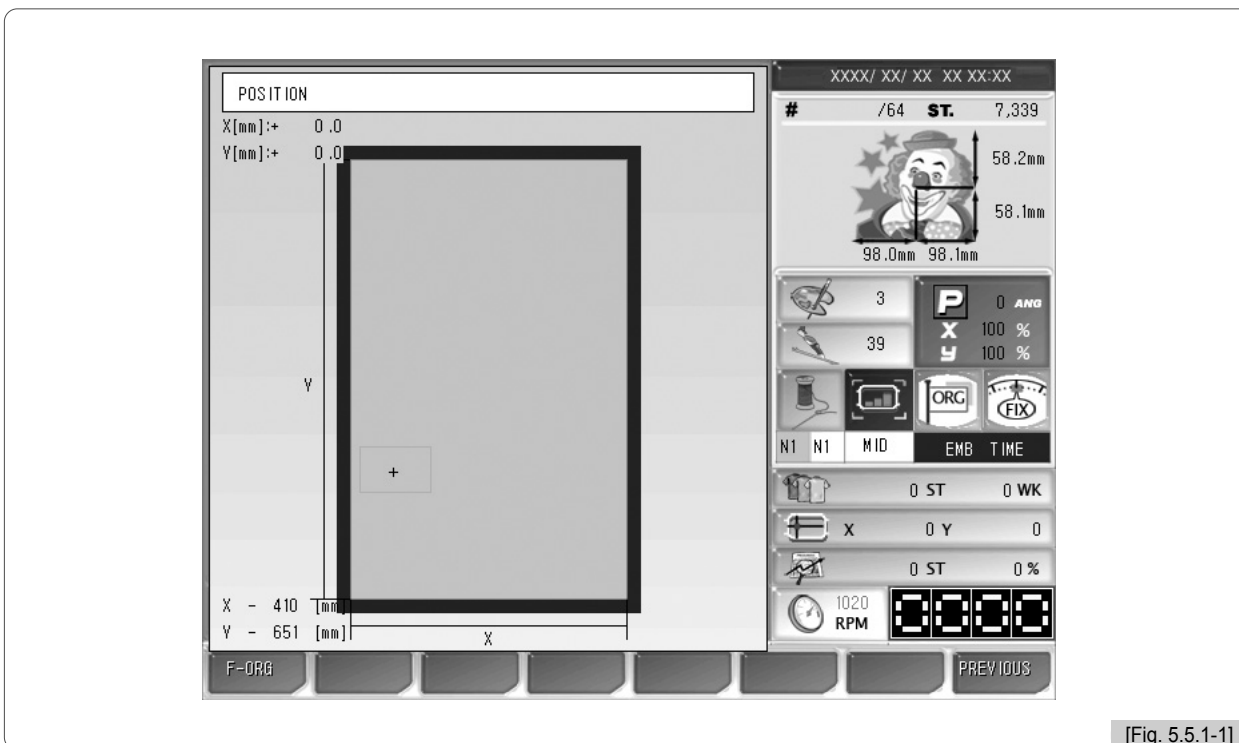 POSITION
X[mm]:+ 0.0
Y[mm]:+ 0.0
Y
+
X - 410 [mm]
Y - 651 [mm]
X
XXXX/ XX/ XX XX XX:XX
# /64 ST. 7,339
58.2mm
58.1mm
98.0mm 98.1mm
3
P 0 ANG
X 100 %
39
Y 100 %
ORG
FIX
N1 N1 MID EMB TIME
0 ST 0 WK
X 0 Y 0
0 ST 0 %
1020
RPM
0000
F-ORG PREVIOUS
[Fig. 5.5.1-1]